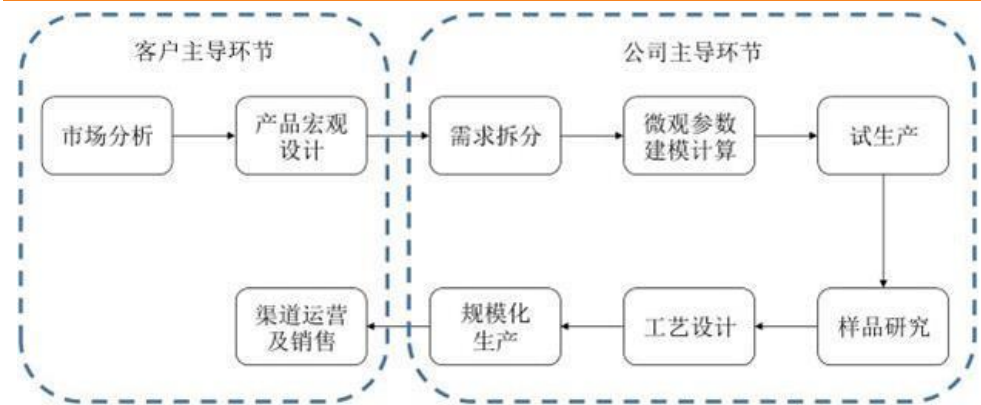 客户主导环节
公司主导环节
市场分析
产品宏观
设计
需求拆分
微观参数
建模计算
试生产
渠道运营
及销售
规模化
生产
工艺设计
样品研究